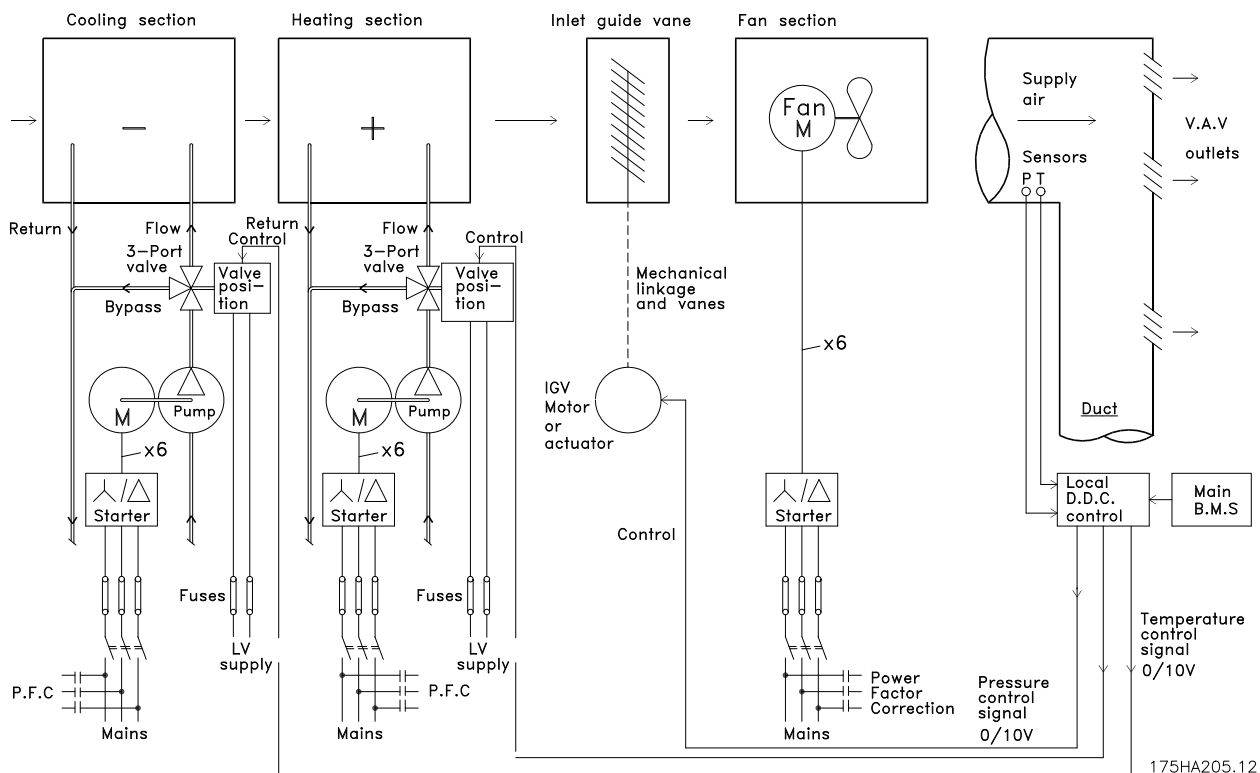 Cooling section
Heating section
Inlet guide vane
Fan section
Supply
air
V.A.V
outlets
Sensors
P T
Fan
M
Return
Flow
3-Port
valve
Return
Control
Valve
posi-
tion
Bypass
Flow
3-Port
valve
Control
Valve
posi-
tion
Bypass
Mechanical
linkage
and vanes
x6
IGV
Motor
or
actuator
M
Pump
x6
M
Pump
x6
Duct
Starter
Starter
Starter
Local
D.D.C.
control
Main
B.M.S
Control
Fuses
Fuses
LV
supply
LV
supply
Temperature
control
signal
0/10V
P.F.C
P.F.C
Power
Factor
Correction
Pressure
control
signal
0/10V
Mains
Mains
Mains
175HA205.12